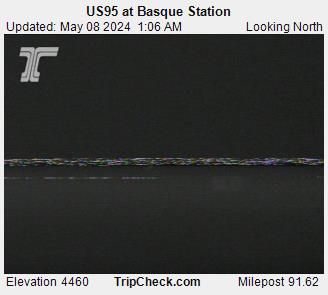 US95 at Basque Station
Updated: May 08 2024 1:06 AM Looking North
Elevation 4460 TripCheck.com Milepost 91.62